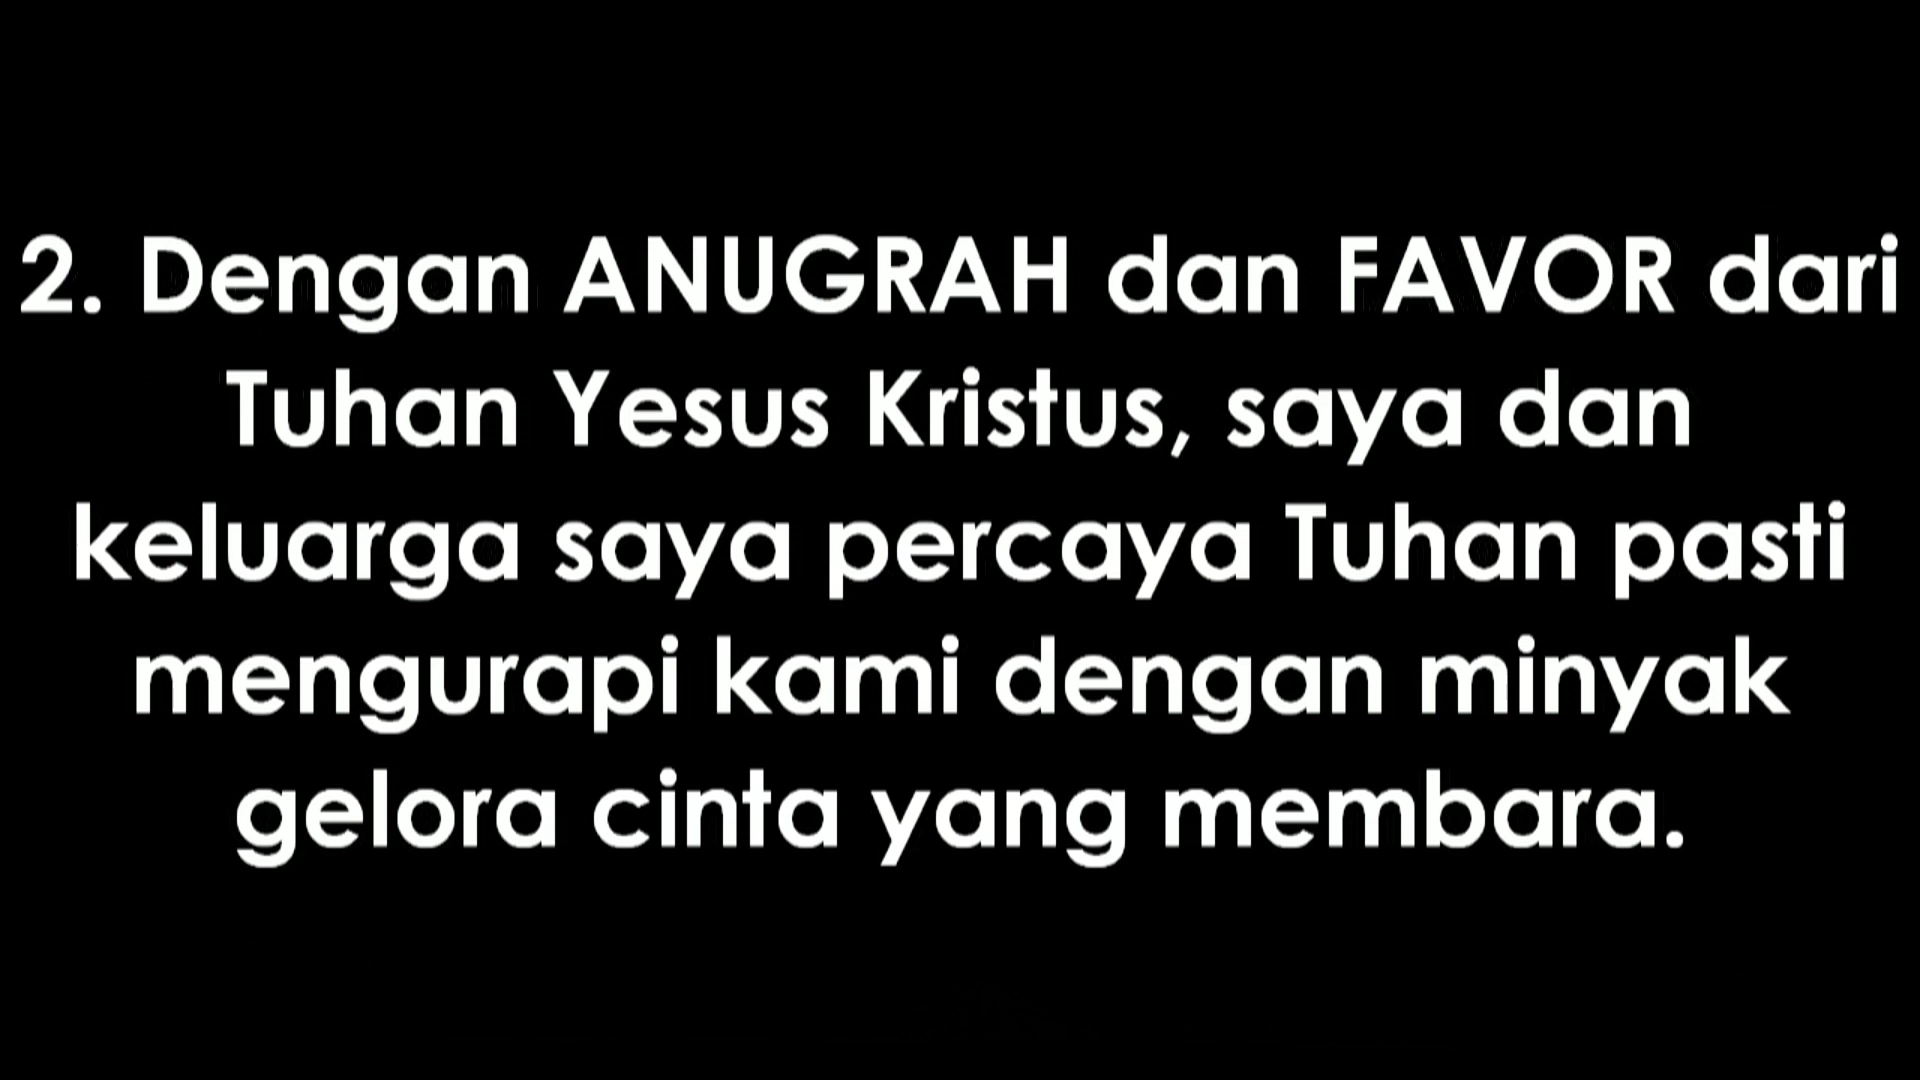 2. Dengan ANUGRAH dan FAVOR dari
Tuhan Yesus Kristus, saya dan
keluarga saya percaya Tuhan pasti
mengurapi kami dengan minyak
gelora cinta yang membara.